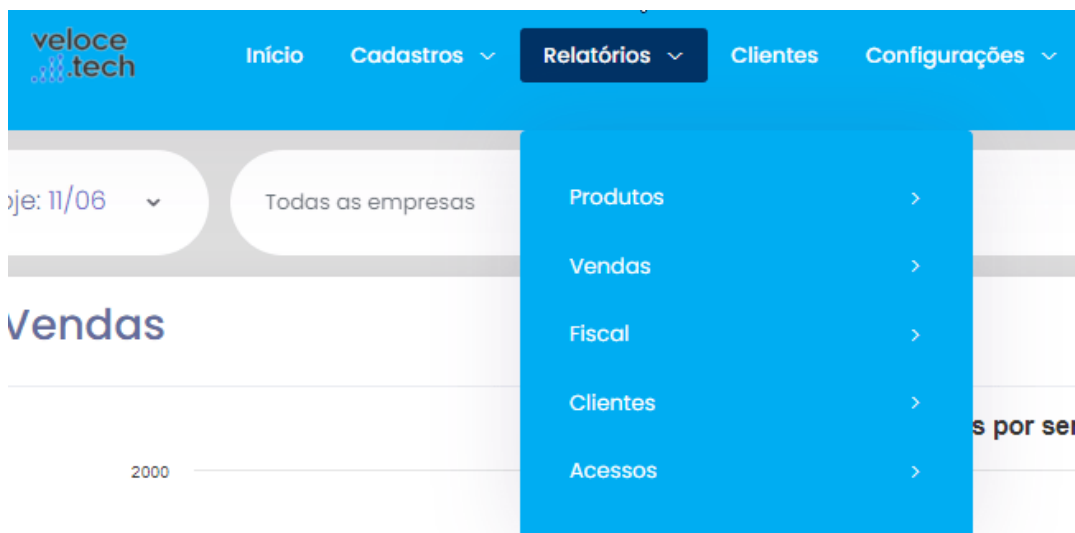 veloce
.tech
Início Cadastros Relatórios Clientes Configurações
je: 11/06 Todas as empresas
Produtos
Vendas
Vendas
Fiscal
Clientes
s por ser
2000
Acessos